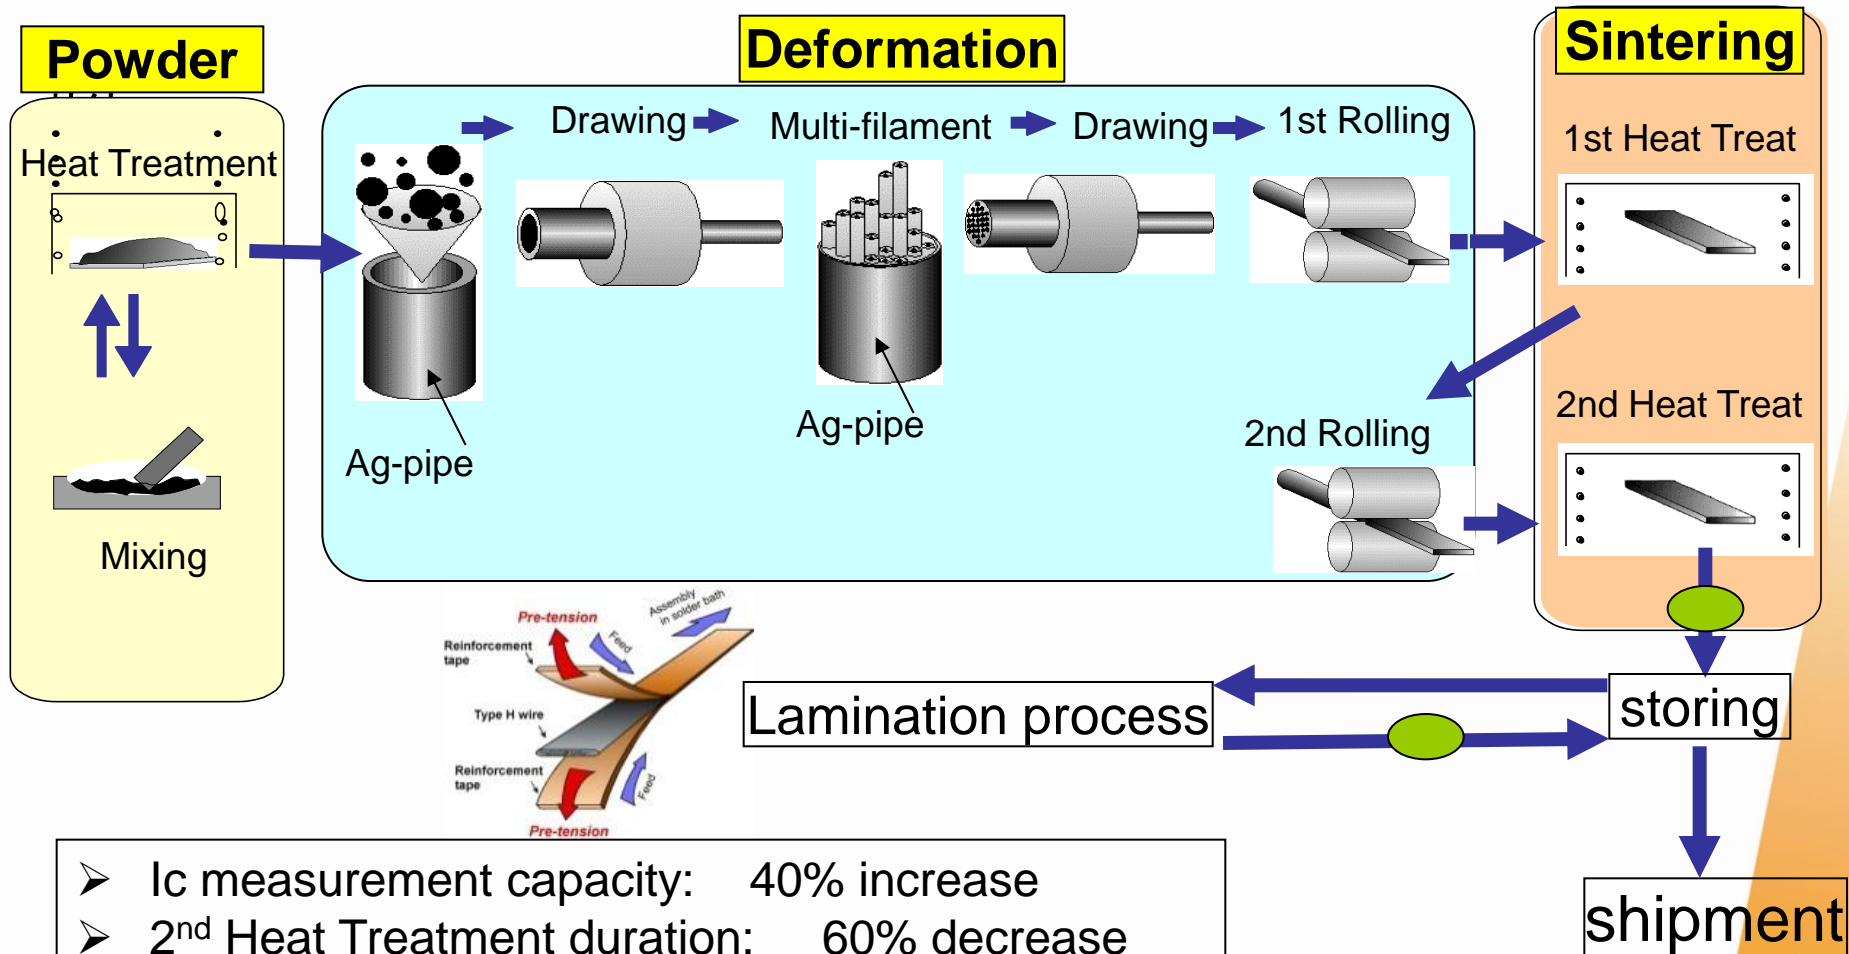 Powder
Deformation
Sintering
Heat Treatment
Drawing
Multi-filament
Drawing
1st Rolling
1st Heat Treat
Ag-pipe
Ag-pipe
2nd Rolling
2nd Heat Treat
Mixing
Pre-tension
Assembly
in solder bath
Feed
Reinforcement
tape
Type H wire
Reinforcement
tape
Feed
Pre-tension
Lamination process
storing
shipment
➢ Ic measurement capacity: 40% increase
➢ 2nd Heat Treatment duration: 60% decrease